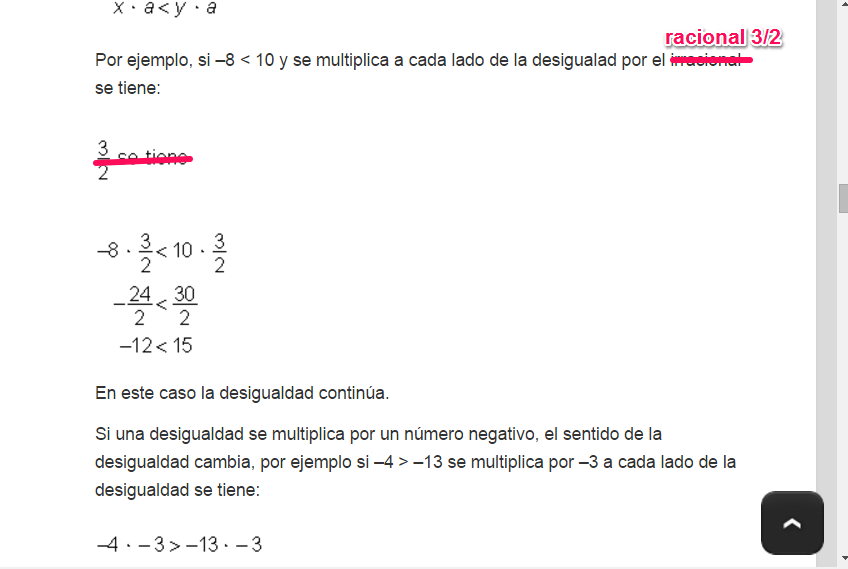 x · a < y · a
racional 3/2
Por ejemplo, si –8 < 10 y se multiplica a cada lado de la desigualad por el irracional
se tiene:
3/2 se tiene
–8 · 3/2 < 10 · 3/2
–24/2 < 30/2
–12 < 15
En este caso la desigualdad continúa.
Si una desigualdad se multiplica por un número negativo, el sentido de la
desigualdad cambia, por ejemplo si –4 > –13 se multiplica por –3 a cada lado de la
desigualdad se tiene:
–4 · –3 > –13 · –3